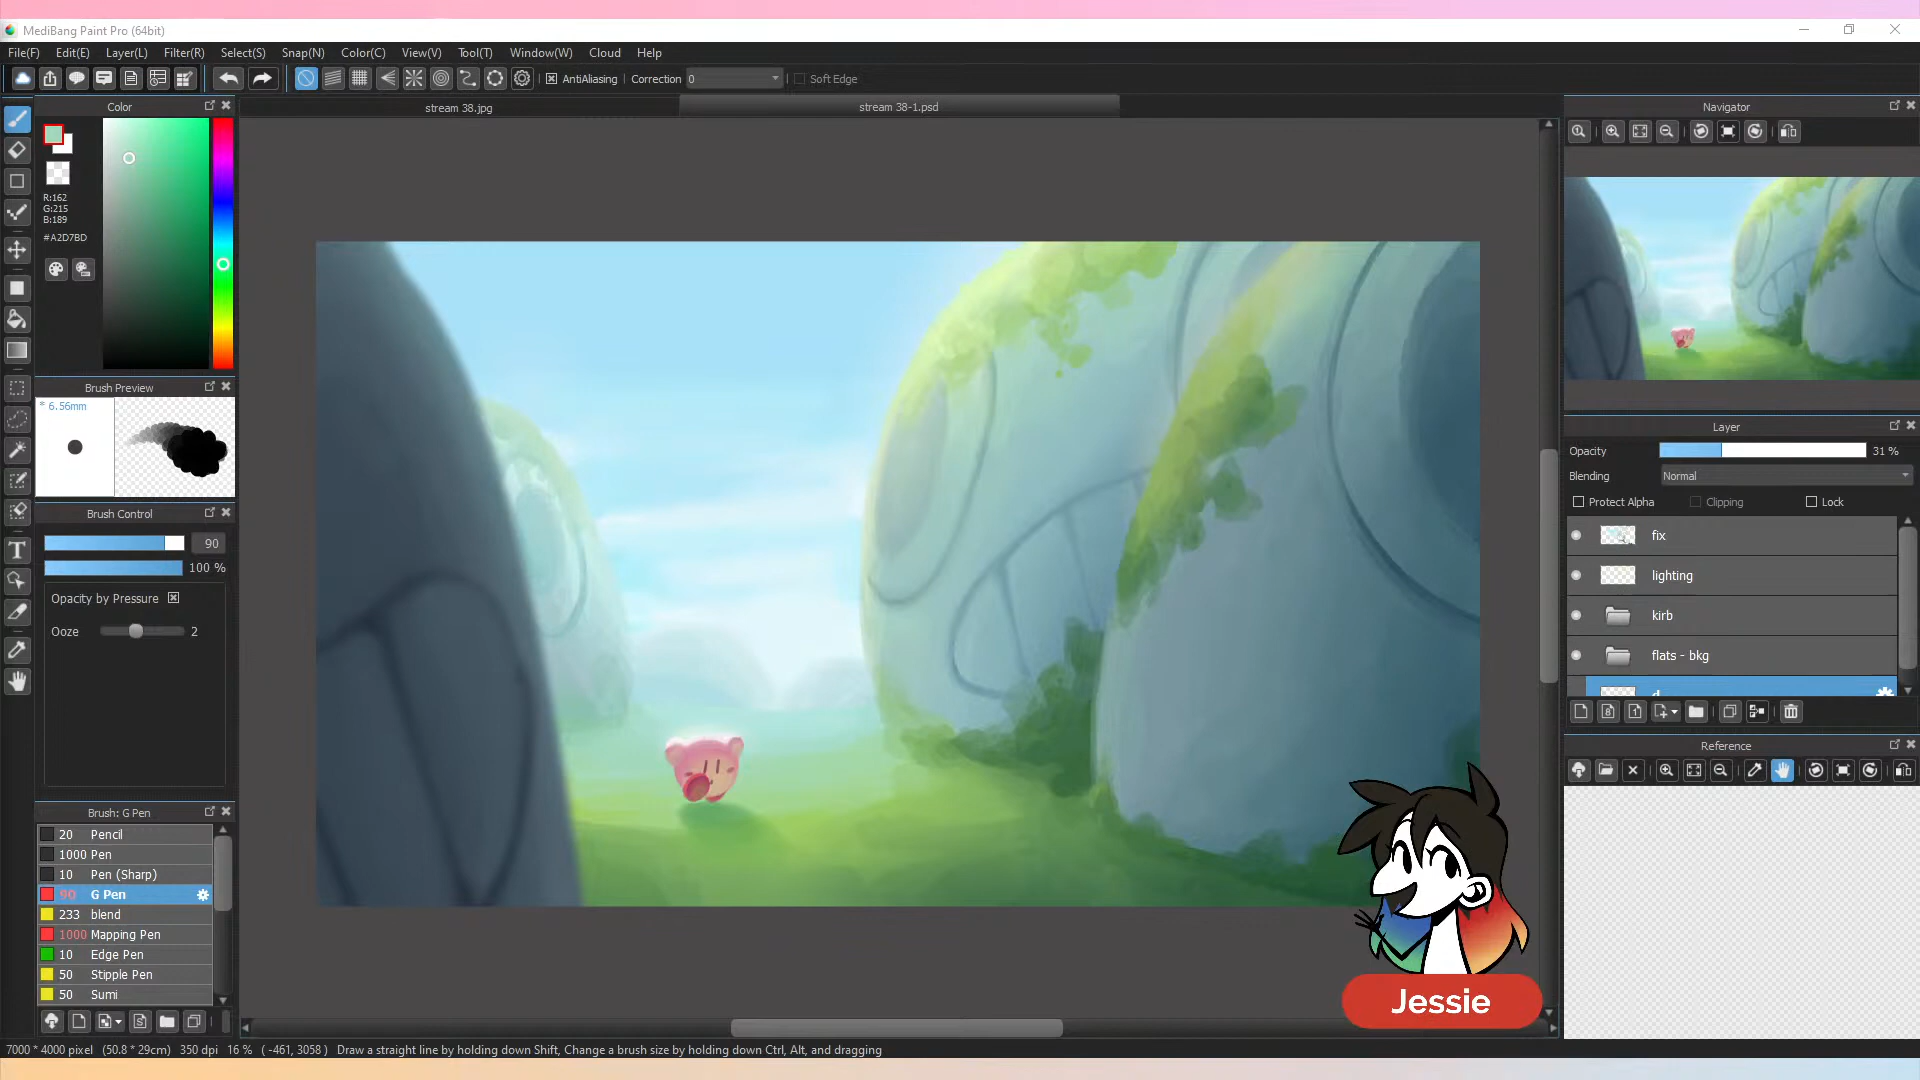 MediBang Paint Pro (64bit)
File(F) Edit(E) Layer(L) Filter(R) Select(S) Snap(N) Color(C) View(V) Tool(T) Window(W) Cloud Help
AntiAliasing Correction 0 Soft Edge
Color
stream 38.jpg stream 38-1.psd
Navigator
R:162
G:215
B:189
#A2D7BD
Brush Preview
* 6.56mm
Brush Control
90
100 %
Opacity by Pressure
Ooze 2
Brush: G Pen
20 Pencil
1000 Pen
10 Pen (Sharp)
90 G Pen
233 blend
1000 Mapping Pen
10 Edge Pen
50 Stipple Pen
50 Sumi
Layer
Opacity 31 %
Blending Normal
Protect Alpha Clipping Lock
fix
lighting
kirb
flats - bkg
Reference
Jessie
7000 * 4000 pixel (50.8 * 29cm) 350 dpi 16 % ( -461, 3058 ) Draw a straight line by holding down Shift, Change a brush size by holding down Ctrl, Alt, and dragging